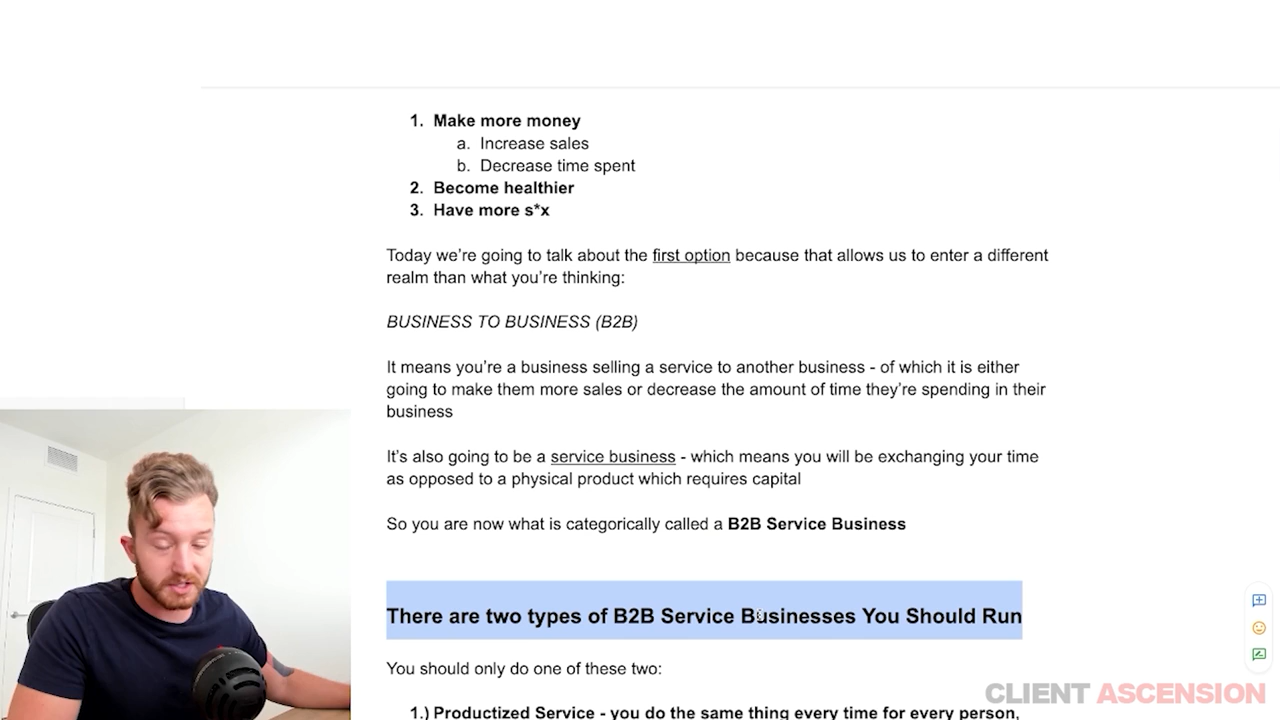 1. Make more money
a. Increase sales
b. Decrease time spent
2. Become healthier
3. Have more s*x
Today we're going to talk about the first option because that allows us to enter a different
realm than what you're thinking:
BUSINESS TO BUSINESS (B2B)
It means you're a business selling a service to another business - of which it is either
going to make them more sales or decrease the amount of time they're spending in their
business
It's also going to be a service business - which means you will be exchanging your time
as opposed to a physical product which requires capital
So you are now what is categorically called a B2B Service Business
There are two types of B2B Service Businesses You Should Run
You should only do one of these two:
1.) Productized Service - you do the same thing every time for every person,
CLIENT ASCENSION